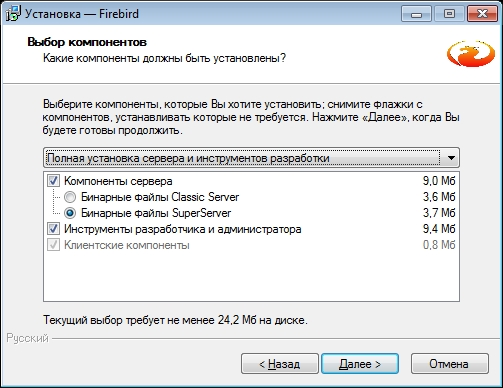 Установка — Firebird
Выбор компонентов
Какие компоненты должны быть установлены?
Выберите компоненты, которые Вы хотите установить; снимите флажки с
компонентов, устанавливать которые не требуется. Нажмите «Далее», когда Вы
будете готовы продолжить.
Полная установка сервера и инструментов разработки
Компоненты сервера 9,0 Мб
Бинарные файлы Classic Server 3,6 Мб
Бинарные файлы SuperServer 3,7 Мб
Инструменты разработчика и администратора 9,4 Мб
Клиентские компоненты 0,8 Мб
Текущий выбор требует не менее 24,2 Мб на диске.
Русский
< Назад Далее > Отмена